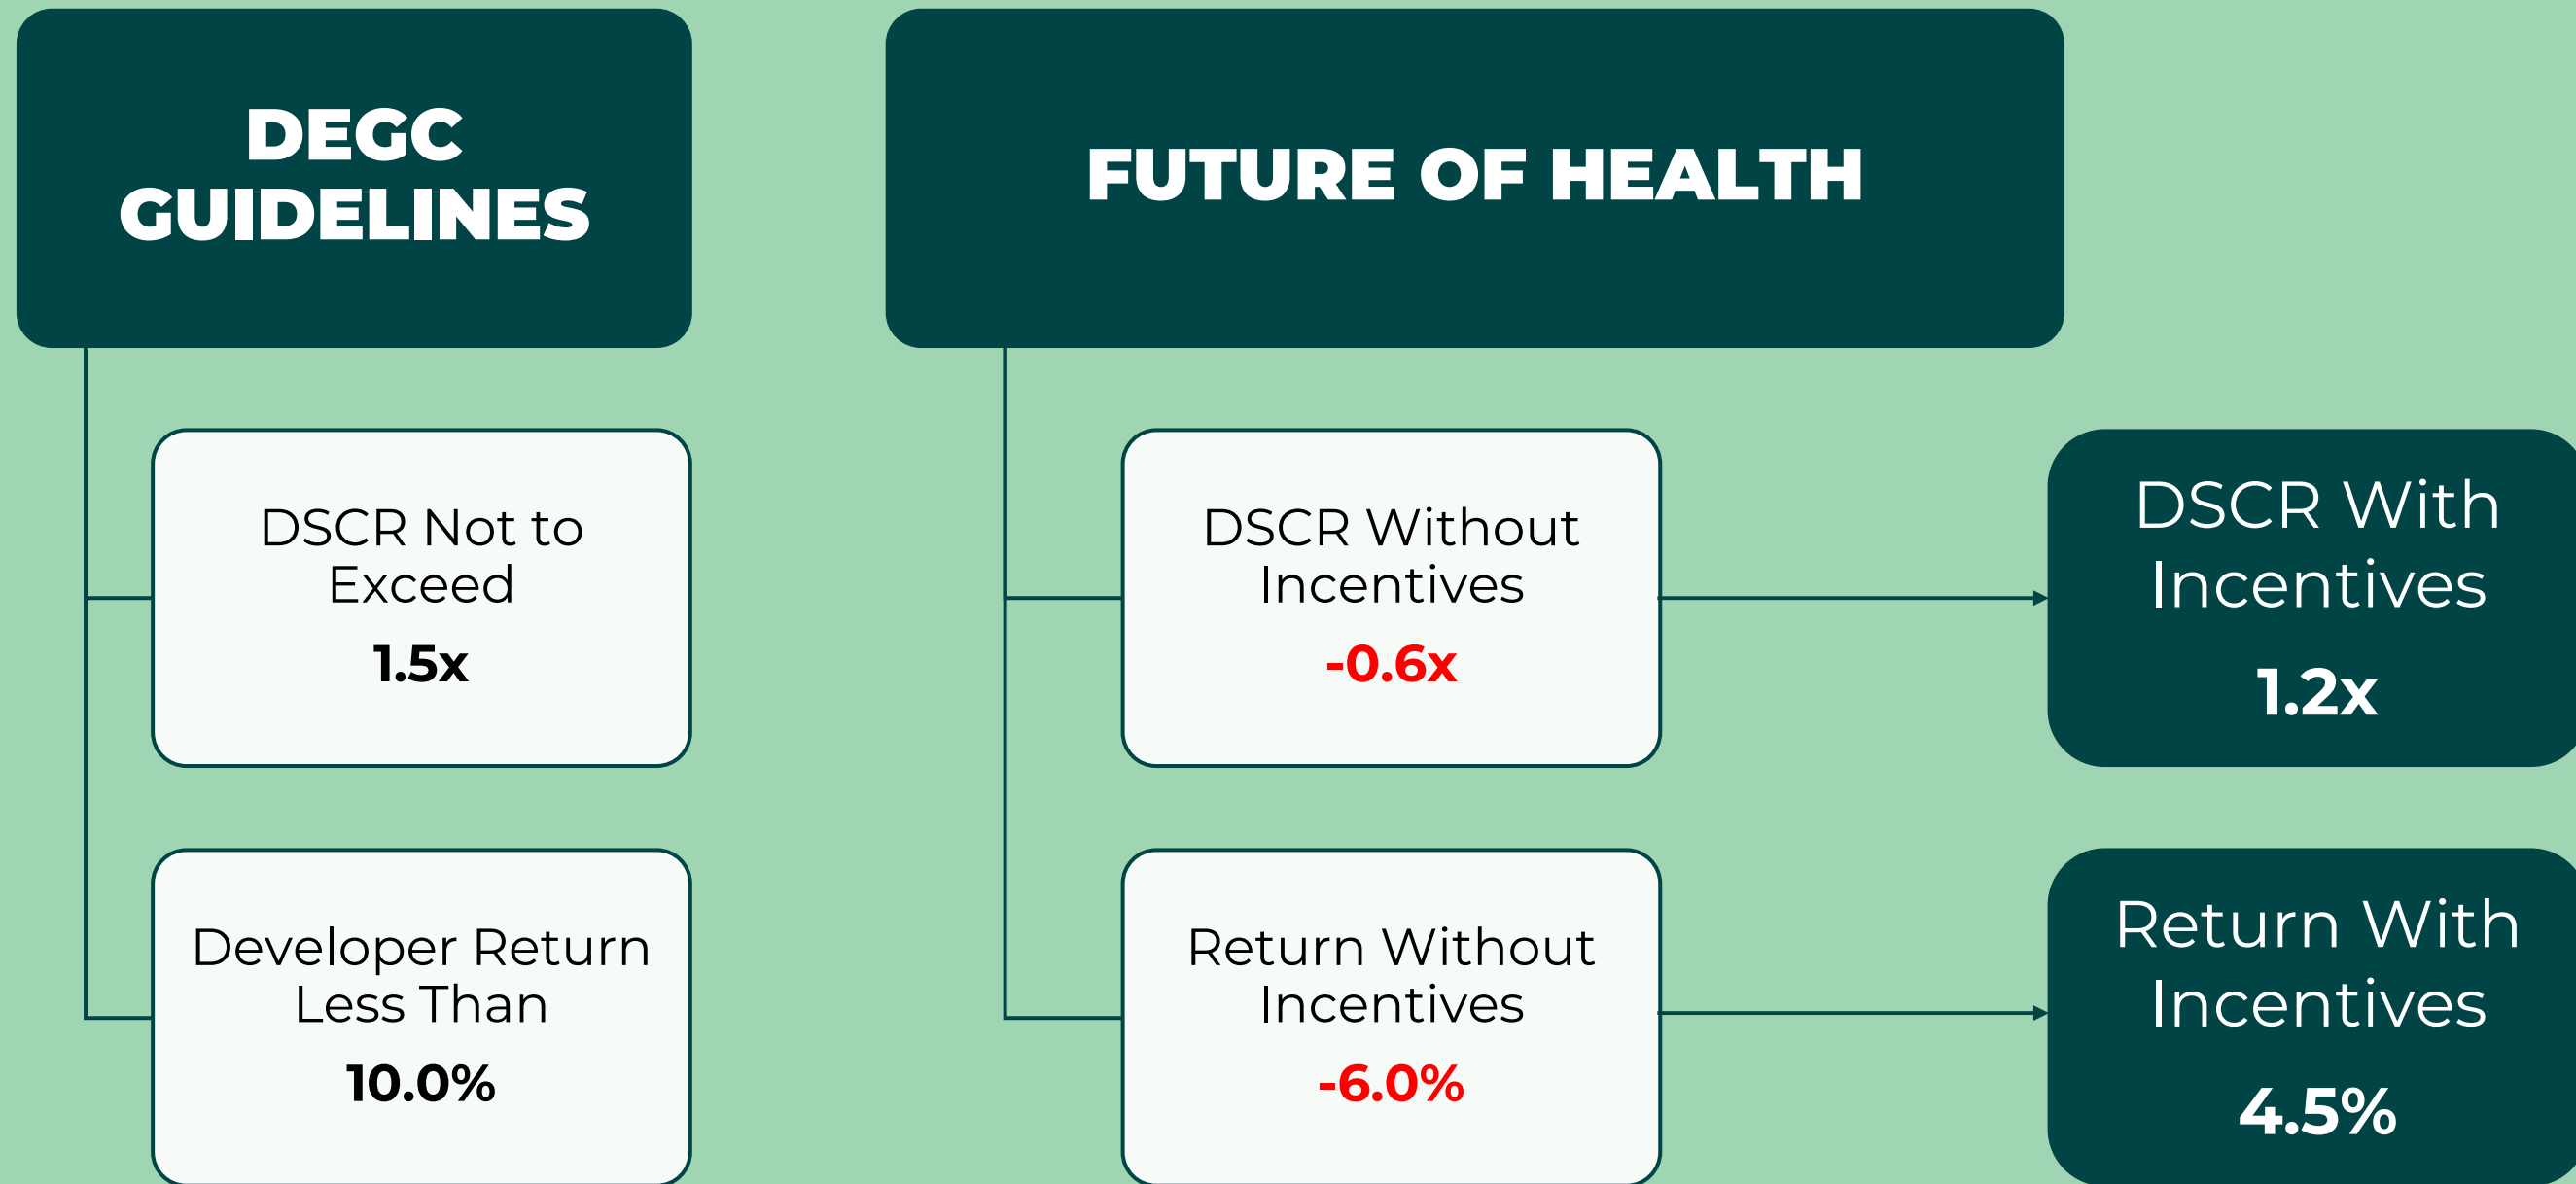 DEGC
GUIDELINES
DSCR Not to
Exceed
1.5x
Developer Return
Less Than
10.0%
FUTURE OF HEALTH
DSCR Without
Incentives
-0.6x
DSCR With
Incentives
1.2x
Return Without
Incentives
-6.0%
Return With
Incentives
4.5%